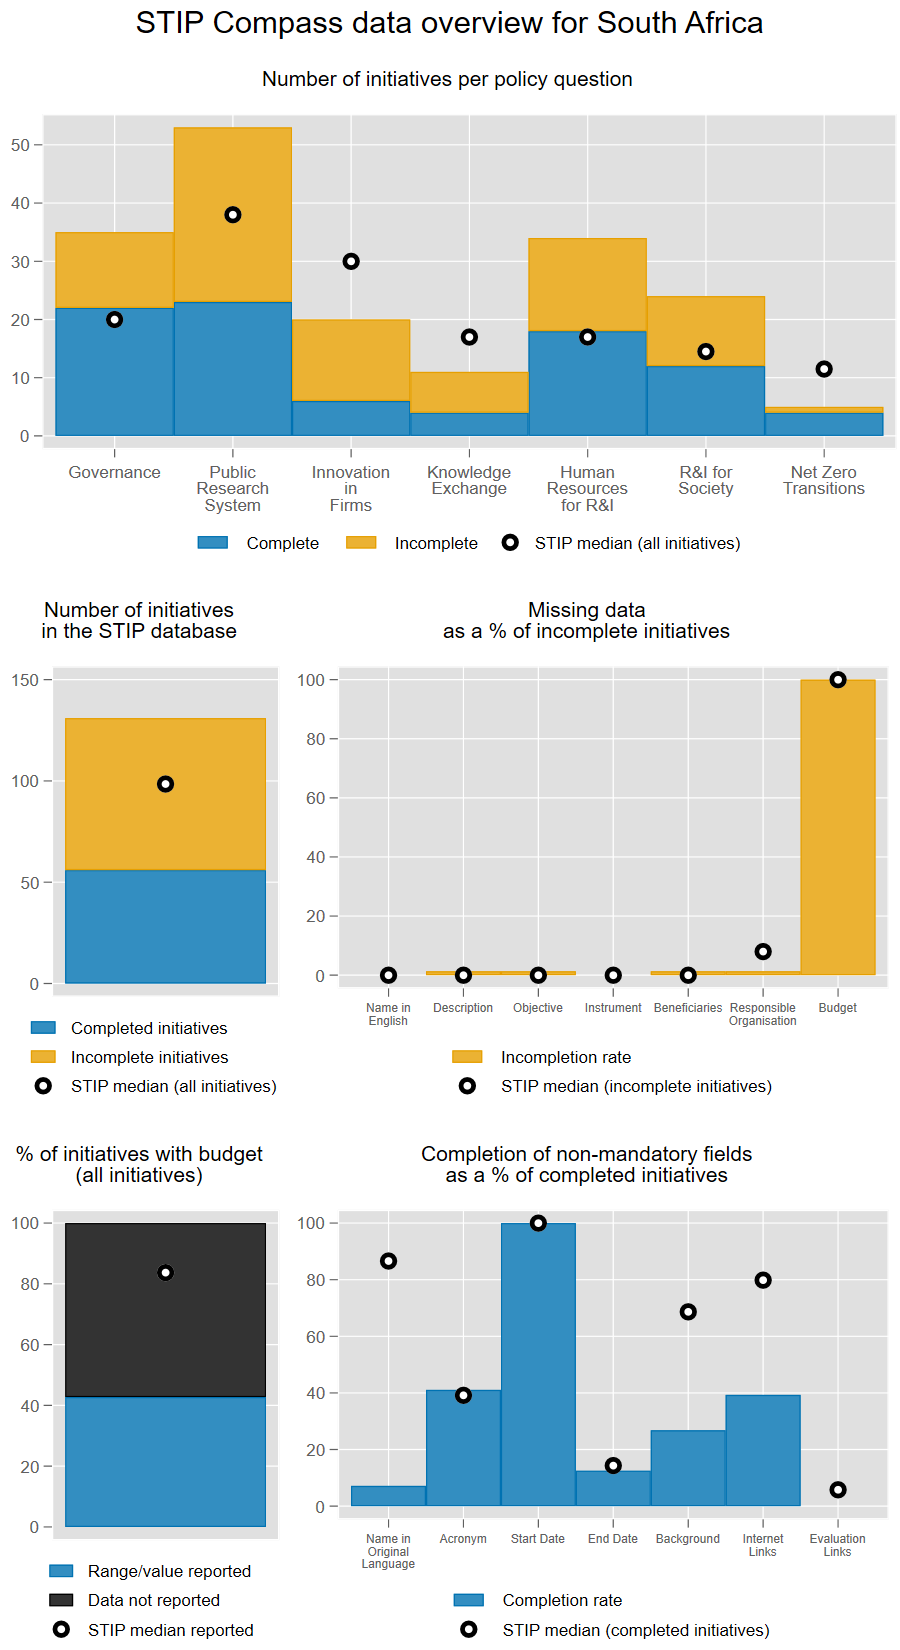 STIP Compass data overview for South Africa
Number of initiatives per policy question
50
40
30
20
10
0
Governance
Public
Research
System
Innovation
in
Firms
Knowledge
Exchange
Human
Resources
for R&I
R&I for
Society
Net Zero
Transitions
Complete
Incomplete
STIP median (all initiatives)
Number of initiatives
in the STIP database
150
100
50
0
Completed initiatives
Incomplete initiatives
STIP median (all initiatives)
Missing data
as a % of incomplete initiatives
100
80
60
40
20
0
Name in
English
Description
Objective
Instrument
Beneficiaries
Responsible
Organisation
Budget
Incompletion rate
STIP median (incomplete initiatives)
% of initiatives with budget
(all initiatives)
100
80
60
40
20
0
Range/value reported
Data not reported
STIP median reported
Completion of non-mandatory fields
as a % of completed initiatives
100
80
60
40
20
0
Name in
Original
Language
Acronym
Start Date
End Date
Background
Internet
Links
Evaluation
Links
Completion rate
STIP median (completed initiatives)